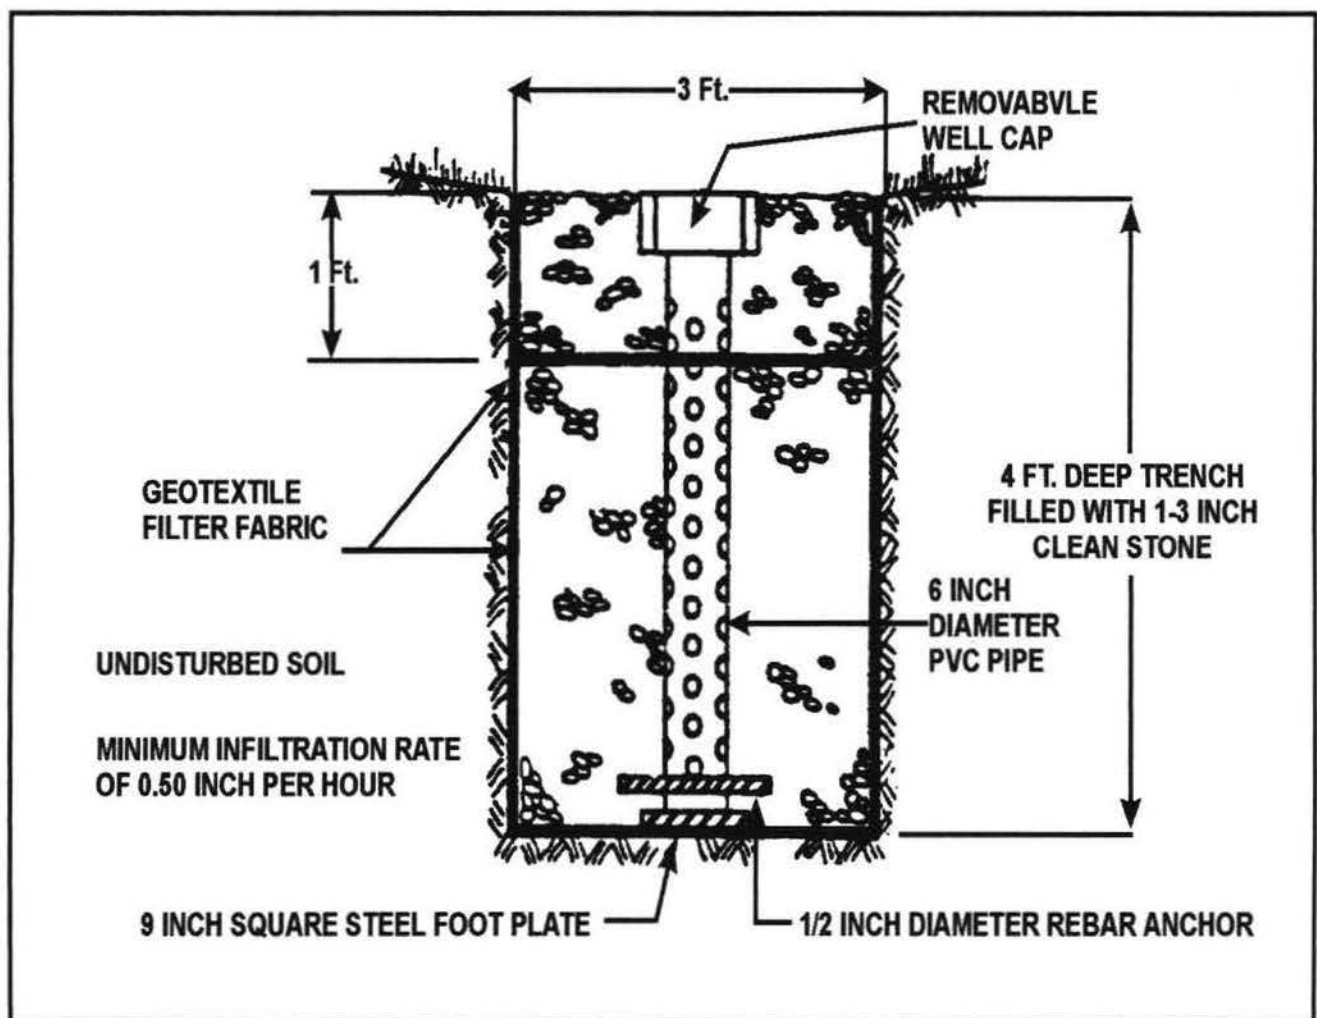 3 Ft.
REMOVABVLE
WELL CAP
1 Ft.
GEOTEXTILE
FILTER FABRIC
4 FT. DEEP TRENCH
FILLED WITH 1-3 INCH
CLEAN STONE
6 INCH
DIAMETER
PVC PIPE
UNDISTURBED SOIL
MINIMUM INFILTRATION RATE
OF 0.50 INCH PER HOUR
9 INCH SQUARE STEEL FOOT PLATE
1/2 INCH DIAMETER REBAR ANCHOR